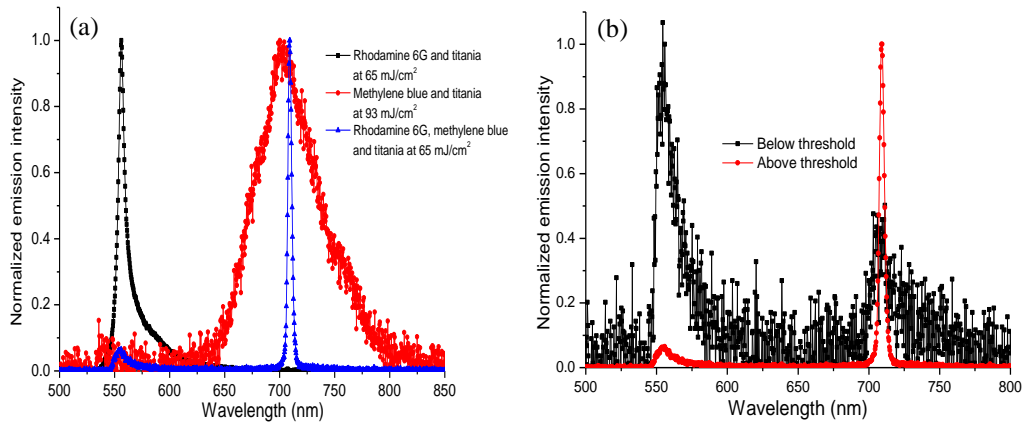 (a)
Normalized emission intensity
1.0
0.8
0.6
0.4
0.2
0.0
500 550 600 650 700 750 800 850
Wavelength (nm)
Rhodamine 6G and titania
at 65 mJ/cm²
Methylene blue and titania
at 93 mJ/cm²
Rhodamine 6G, methylene blue
and titania at 65 mJ/cm²
(b)
Normalized emission intensity
1.0
0.8
0.6
0.4
0.2
0.0
500 550 600 650 700 750 800
Wavelength (nm)
Below threshold
Above threshold